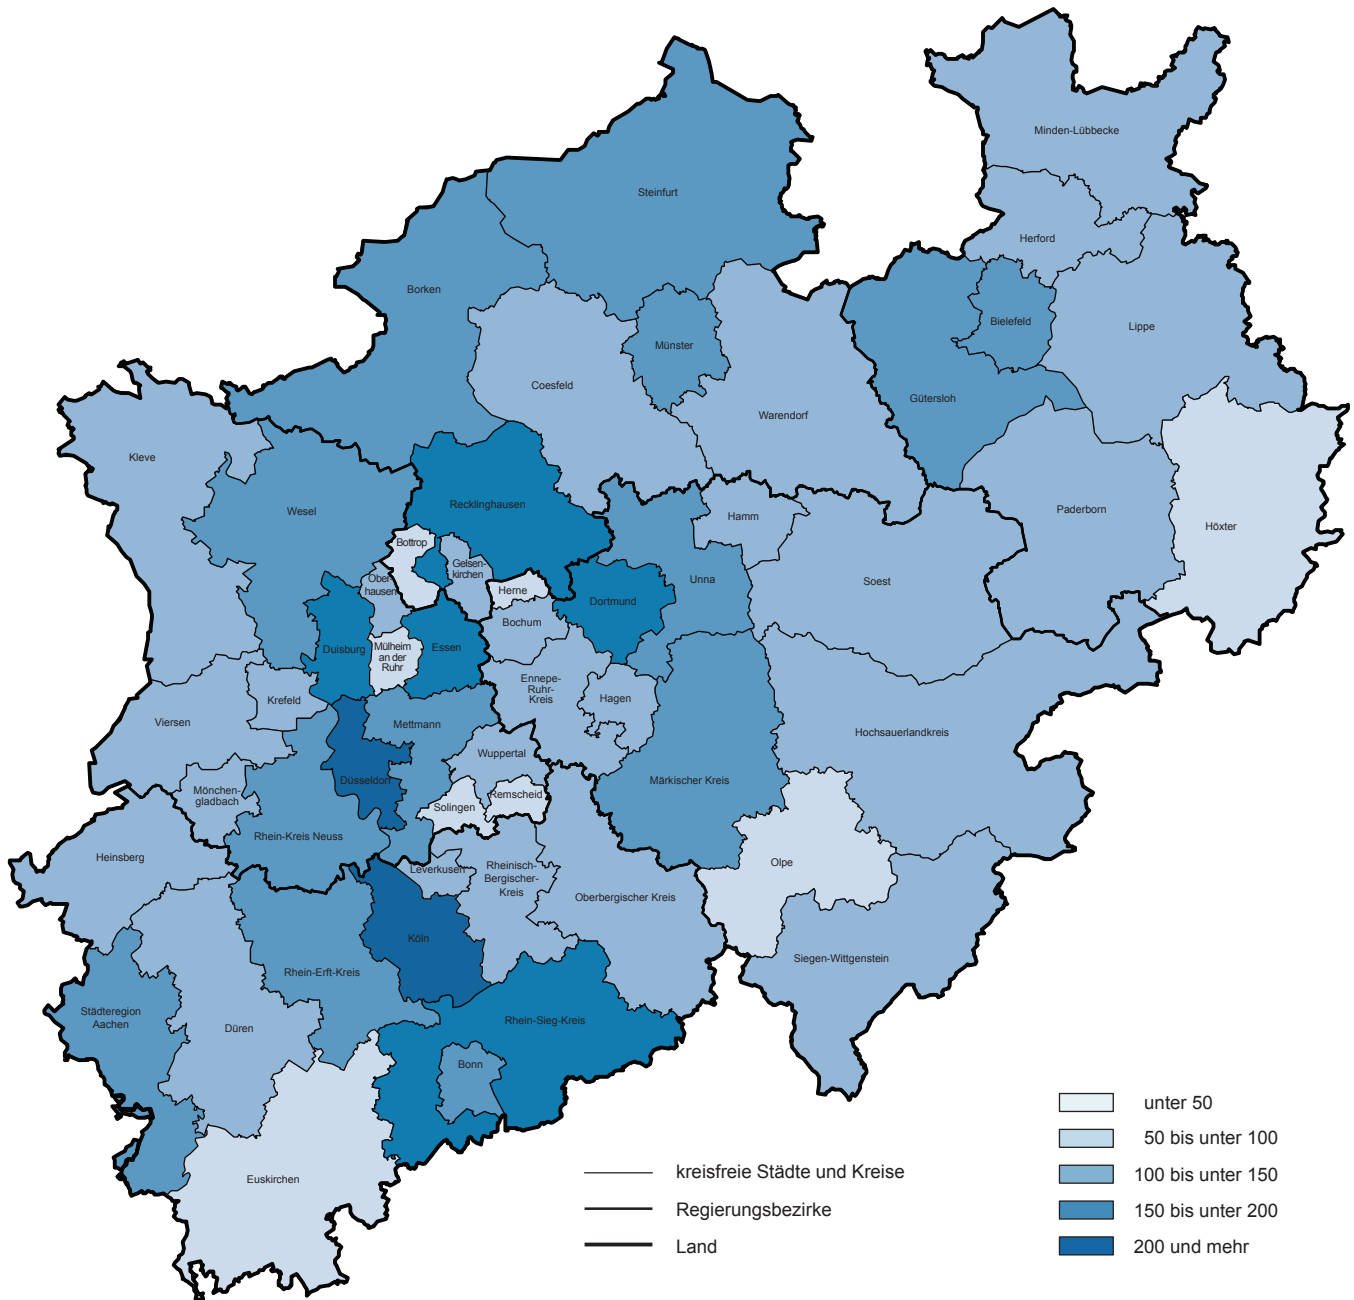 Minden-Lübbecke
Steinfurt
Herford
Borken
Bielefeld
Lippe
Münster
Coesfeld
Gütersloh
Warendorf
Kleve
Recklinghausen
Wesel
Hamm
Paderborn
Höxter
Bottrop
Gelsen-
kirchen
Ober-
hausen
Unna
Soest
Herne
Dortmund
Bochum
Duisburg
Mülheim
an der
Ruhr
Essen
Ennepe-
Ruhr-
Kreis
Hagen
Krefeld
Viersen
Mettmann
Hochsauerlandkreis
Wuppertal
Düsseldorf
Märkischer Kreis
Mönchen-
gladbach
Solingen
Remscheid
Rhein-Kreis Neuss
Heinsberg
Leverkusen
Rheinisch-
Bergischer-
Kreis
Olpe
Oberbergischer Kreis
Köln
Siegen-Wittgenstein
Rhein-Erft-Kreis
Städteregion
Aachen
Düren
Rhein-Sieg-Kreis
Bonn
Euskirchen
kreisfreie Städte und Kreise
Regierungsbezirke
Land
unter 50
50 bis unter 100
100 bis unter 150
150 bis unter 200
200 und mehr